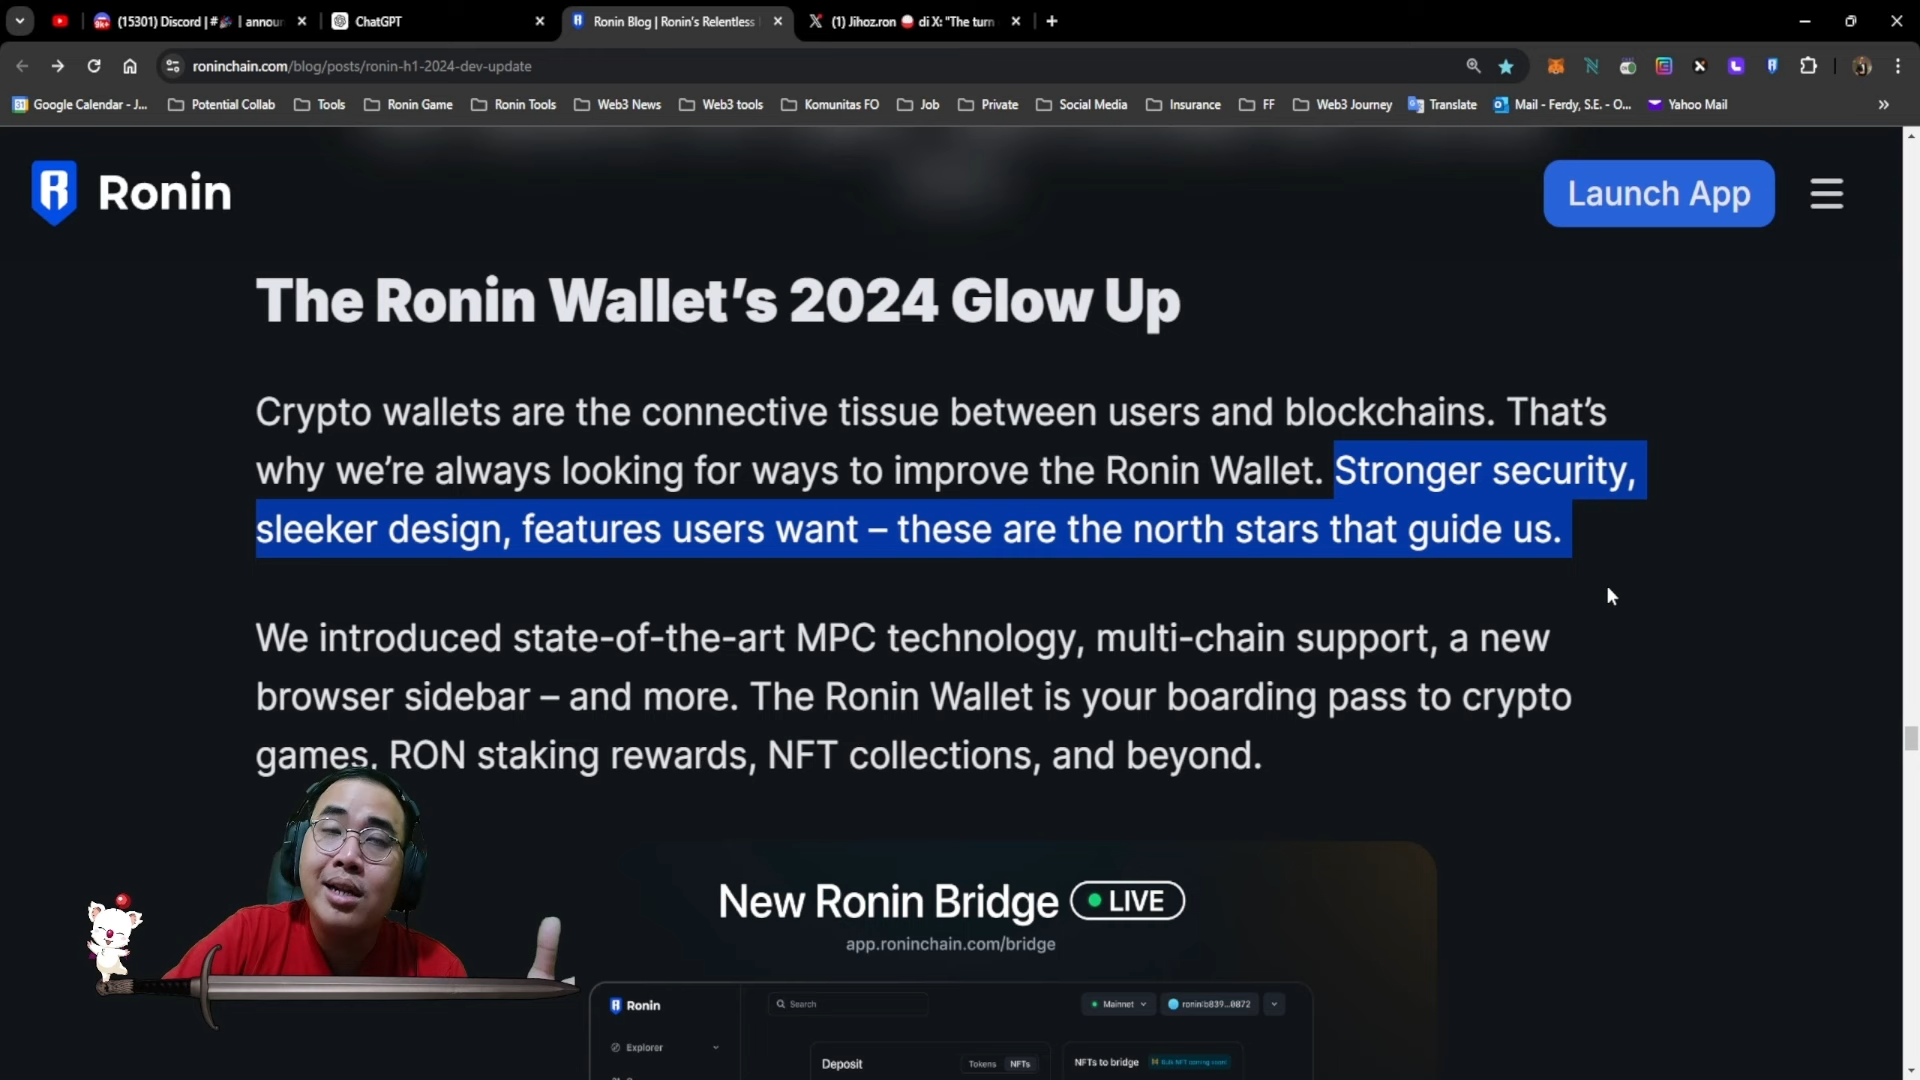 (15301) Discord | # | announ
ChatGPT
Ronin Blog | Ronin's Relentless
(1) Jihoz.ron di X: "The turn
roninchain.com/blog/posts/ronin-h1-2024-dev-update
Google Calendar - J...
Potential Collab
Tools
Ronin Game
Ronin Tools
Web3 News
Web3 tools
Komunitas FO
Job
Private
Social Media
Insurance
FF
Web3 Journey
Translate
Mail - Ferdy, S.E. - O...
Yahoo Mail
Ronin
Launch App
The Ronin Wallet's 2024 Glow Up
Crypto wallets are the connective tissue between users and blockchains. That's
why we're always looking for ways to improve the Ronin Wallet. Stronger security,
sleeker design, features users want – these are the north stars that guide us.
We introduced state-of-the-art MPC technology, multi-chain support, a new
browser sidebar – and more. The Ronin Wallet is your boarding pass to crypto
games, RON staking rewards, NFT collections, and beyond.
New Ronin Bridge LIVE
app.roninchain.com/bridge
Ronin
Search
Mainnet
ronin:b839...0872
Explorer
Deposit
Tokens
NFTs
NFTs to bridge